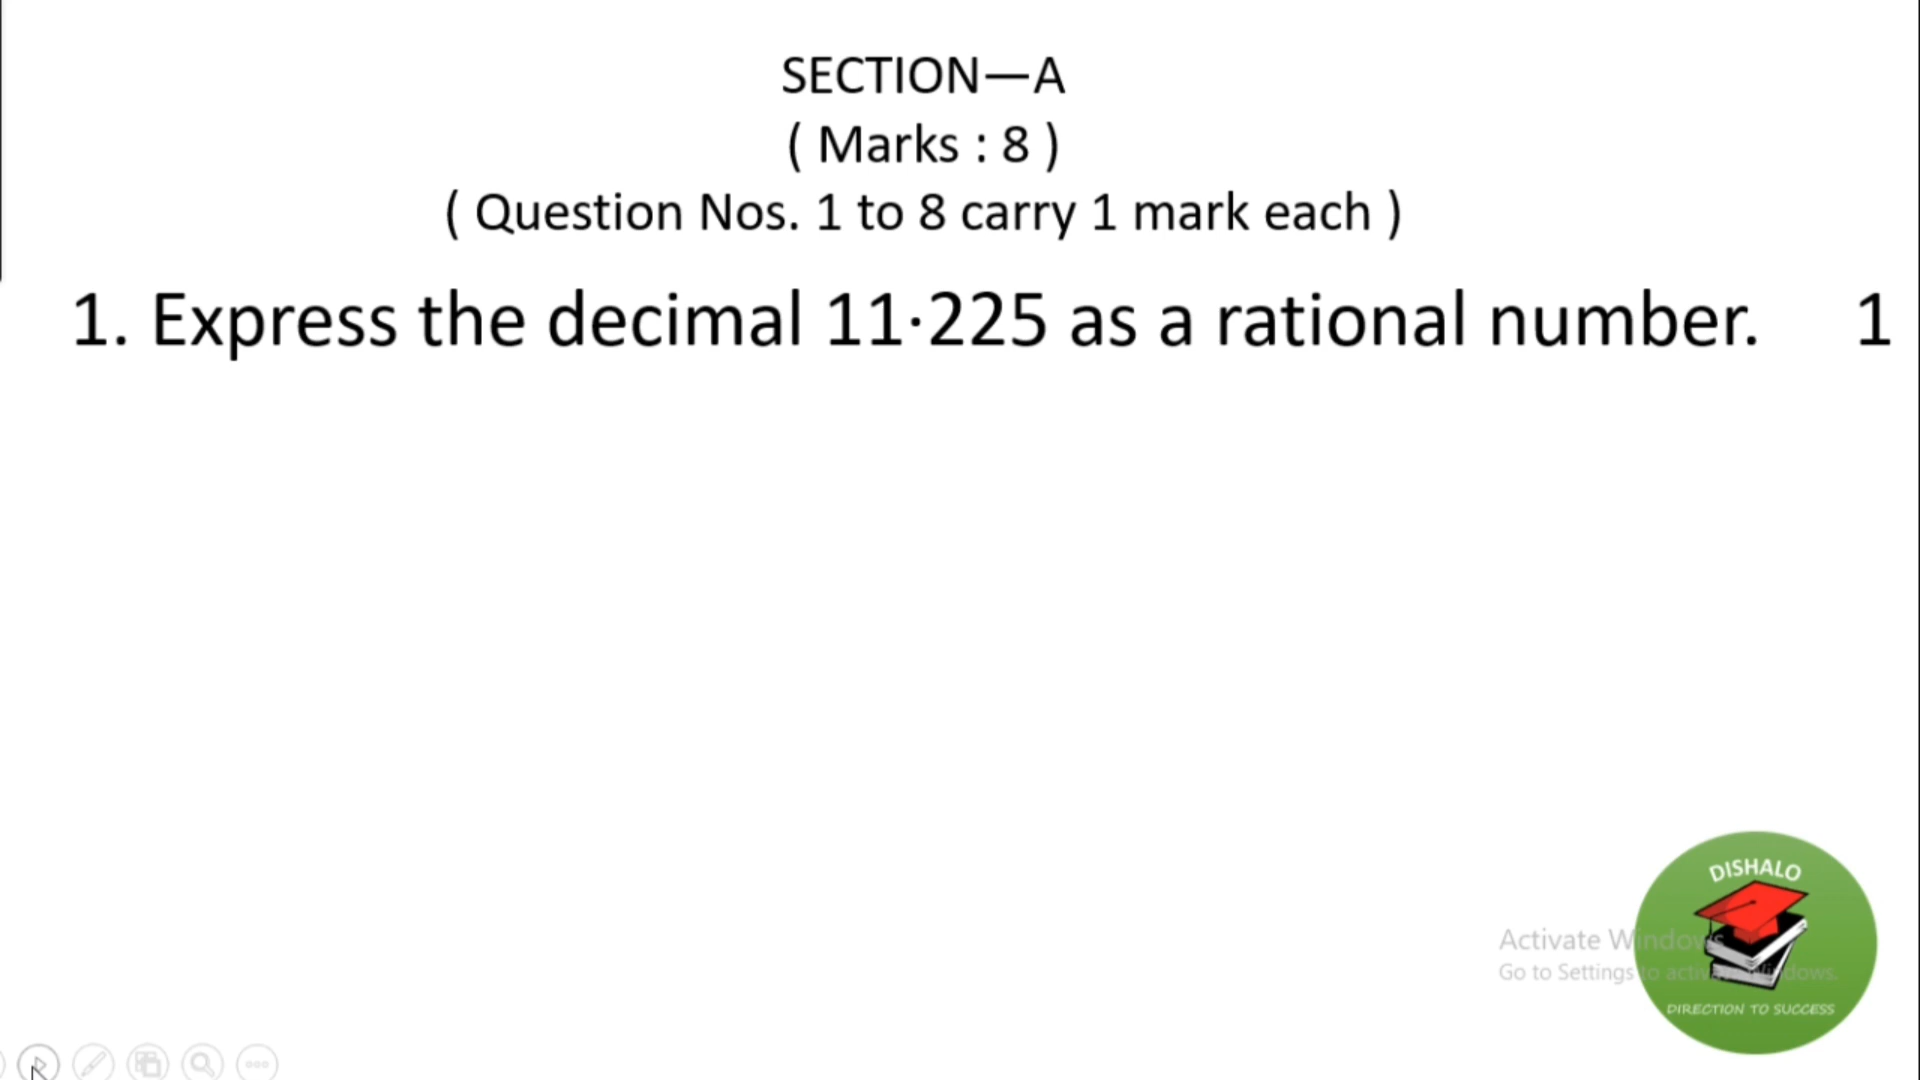 SECTION—A
( Marks : 8 )
( Question Nos. 1 to 8 carry 1 mark each )
1. Express the decimal 11·225 as a rational number. 1
DISHALO
Activate Windows
Go to Settings to activate Windows.
DIRECTION TO SUCCESS